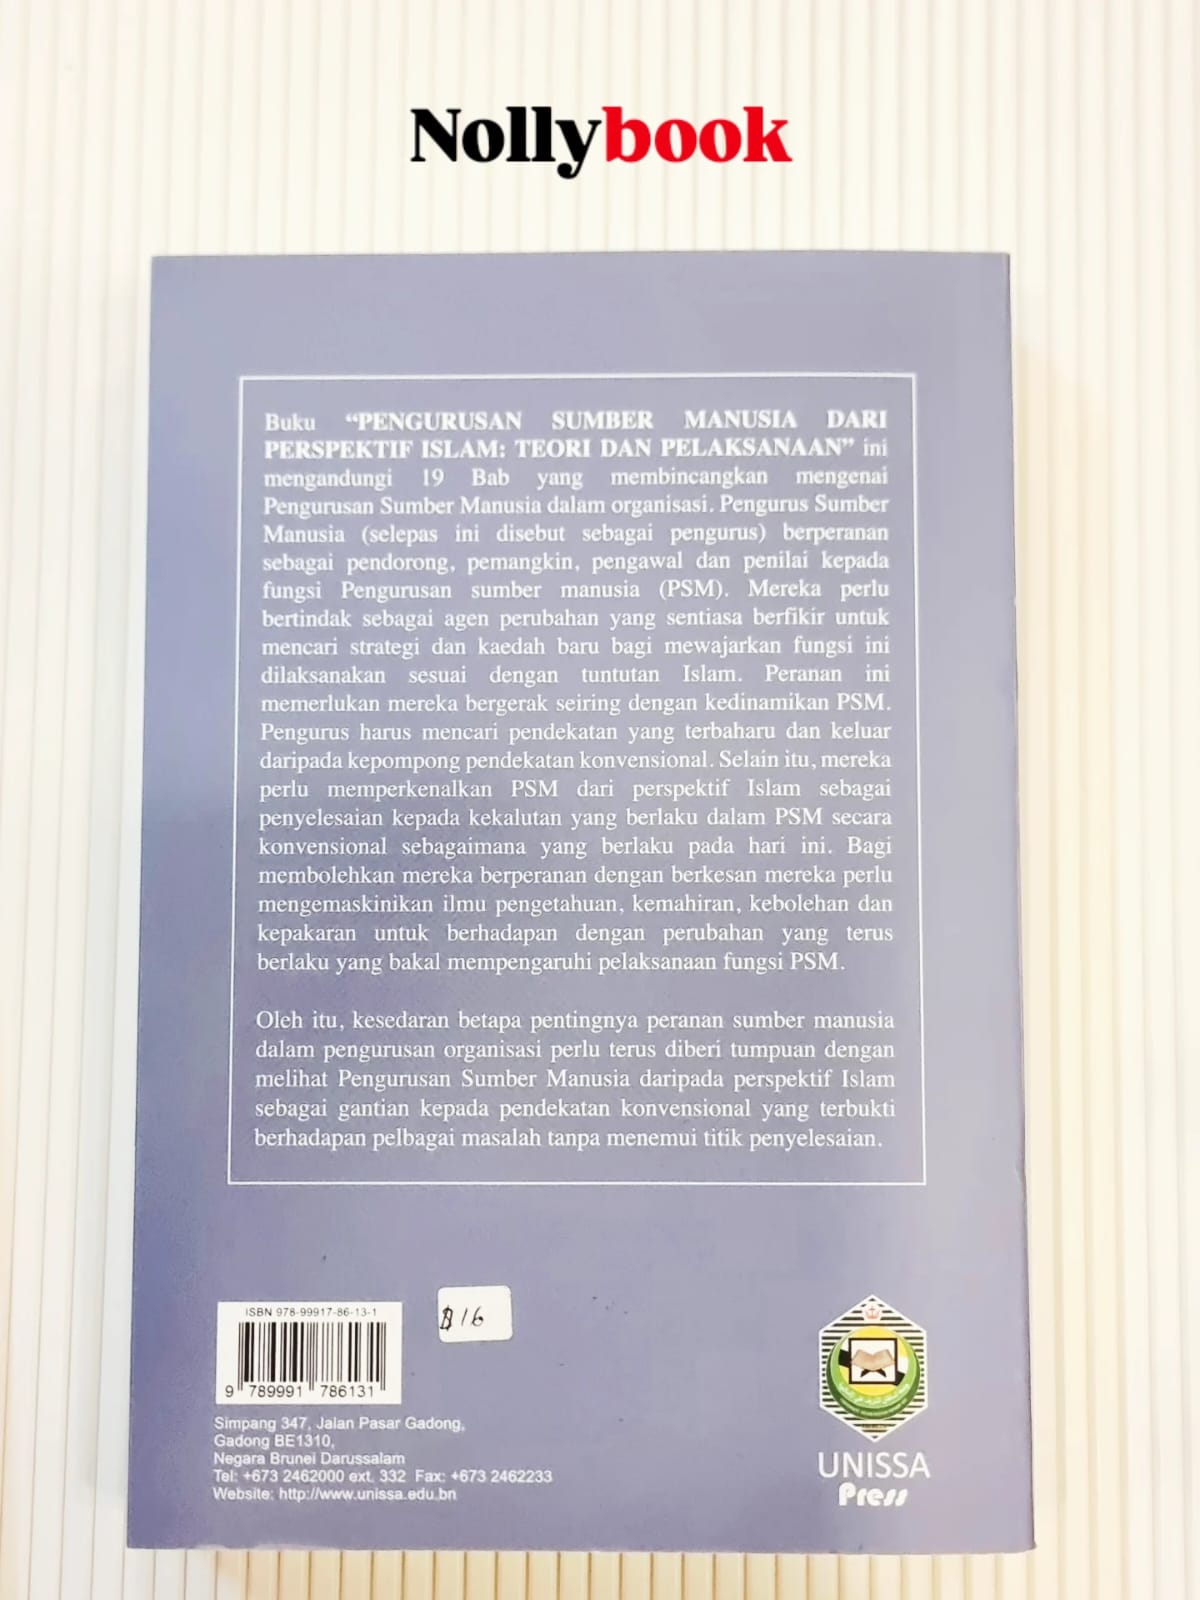 Nollybook
Buku “PENGURUSAN SUMBER MANUSIA DARI
PERSPEKTIF ISLAM: TEORI DAN PELAKSANAAN” ini
mengandungi 19 Bab yang membincangkan mengenai
Pengurusan Sumber Manusia dalam organisasi. Pengurus Sumber
Manusia (selepas ini disebut sebagai pengurus) berperanan
sebagai pendorong, pemangkin, pengawal dan penilai kepada
fungsi Pengurusan sumber manusia (PSM). Mereka perlu
bertindak sebagai agen perubahan yang sentiasa berfikir untuk
mencari strategi dan kaedah baru bagi mewajarkan fungsi ini
dilaksanakan sesuai dengan tuntutan Islam. Peranan ini
memerlukan mereka bergerak seiring dengan kedinamikan PSM.
Pengurus harus mencari pendekatan yang terbaharu dan keluar
daripada kepompong pendekatan konvensional. Selain itu, mereka
perlu memperkenalkan PSM dari perspektif Islam sebagai
penyelesaian kepada kekalutan yang berlaku dalam PSM secara
konvensional sebagaimana yang berlaku pada hari ini. Bagi
membolehkan mereka berperanan dengan berkesan mereka perlu
mengemaskinikan ilmu pengetahuan, kemahiran, kebolehan dan
kepakaran untuk berhadapan dengan perubahan yang terus
berlaku yang bakal mempengaruhi pelaksanaan fungsi PSM.
Oleh itu, kesedaran betapa pentingnya peranan sumber manusia
dalam pengurusan organisasi perlu terus diberi tumpuan dengan
melihat Pengurusan Sumber Manusia daripada perspektif Islam
sebagai gantian kepada pendekatan konvensional yang terbukti
berhadapan pelbagai masalah tanpa menemui titik penyelesaian.
ISBN 978-99917-86-13-1
9 789991 786131
$16
Simpang 347, Jalan Pasar Gadong,
Gadong BE1310,
Negara Brunei Darussalam
Tel: +673 2462000 ext. 332 Fax: +673 2462233
Website: http://www.unissa.edu.bn
UNISSA
Press